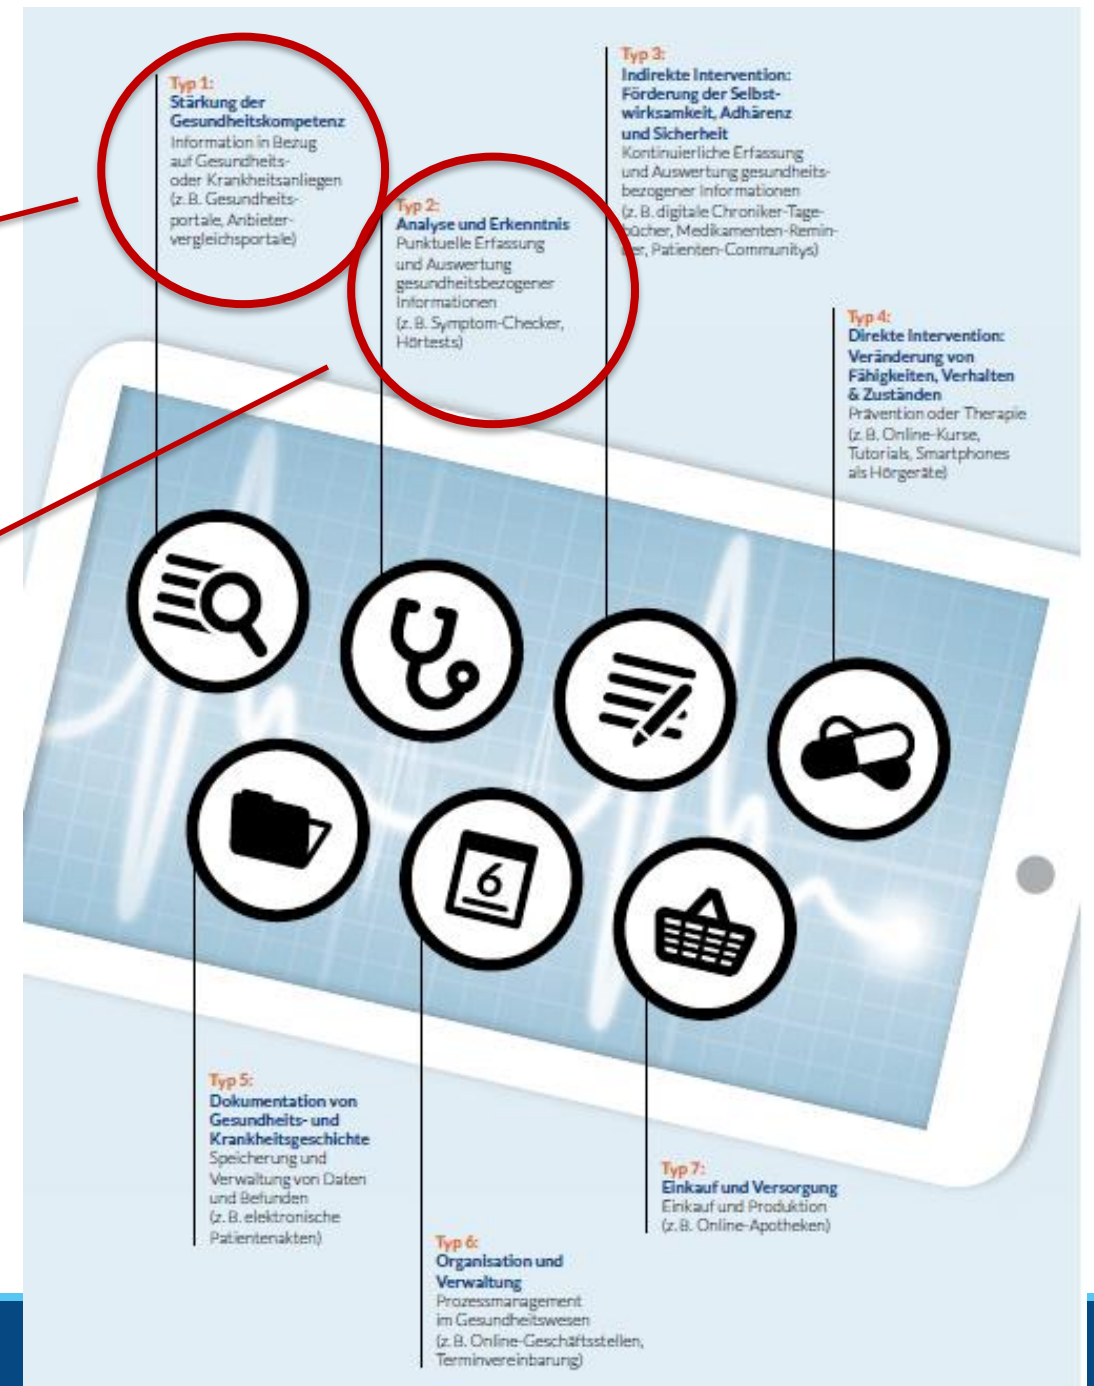 Typ 1:
Stärkung der
Gesundheitskompetenz
Information in Bezug
auf Gesundheits-
oder Krankheitsanliegen
(z. B. Gesundheits-
portale, Anbieter-
vergleichsportale)
Typ 2:
Analyse und Erkenntnis
Punktuelle Erfassung
und Auswertung
gesundheitsbezogener
Informationen
(z. B. Symptom-Checker,
Hörtests)
Typ 3:
Indirekte Intervention:
Förderung der Selbst-
wirksamkeit, Adhärenz
und Sicherheit
Kontinuierliche Erfassung
und Auswertung gesundheits-
bezogener Informationen
(z. B. digitale Chroniker-Tage-
bücher, Medikamenten-Remin-
der, Patienten-Communitys)
Typ 4:
Direkte Intervention:
Veränderung von
Fähigkeiten, Verhalten
& Zuständen
Prävention oder Therapie
(z. B. Online-Kurse,
Tutorials, Smartphones
als Hörgeräte)
6
Typ 5:
Dokumentation von
Gesundheits- und
Krankheitsgeschichte
Speicherung und
Verwaltung von Daten
und Befunden
(z. B. elektronische
Patientenakten)
Typ 6:
Organisation und
Verwaltung
Prozessmanagement
im Gesundheitswesen
(z. B. Online-Geschäftsstellen,
Terminvereinbarung)
Typ 7:
Einkauf und Versorgung
Einkauf und Produktion
(z. B. Online-Apotheken)